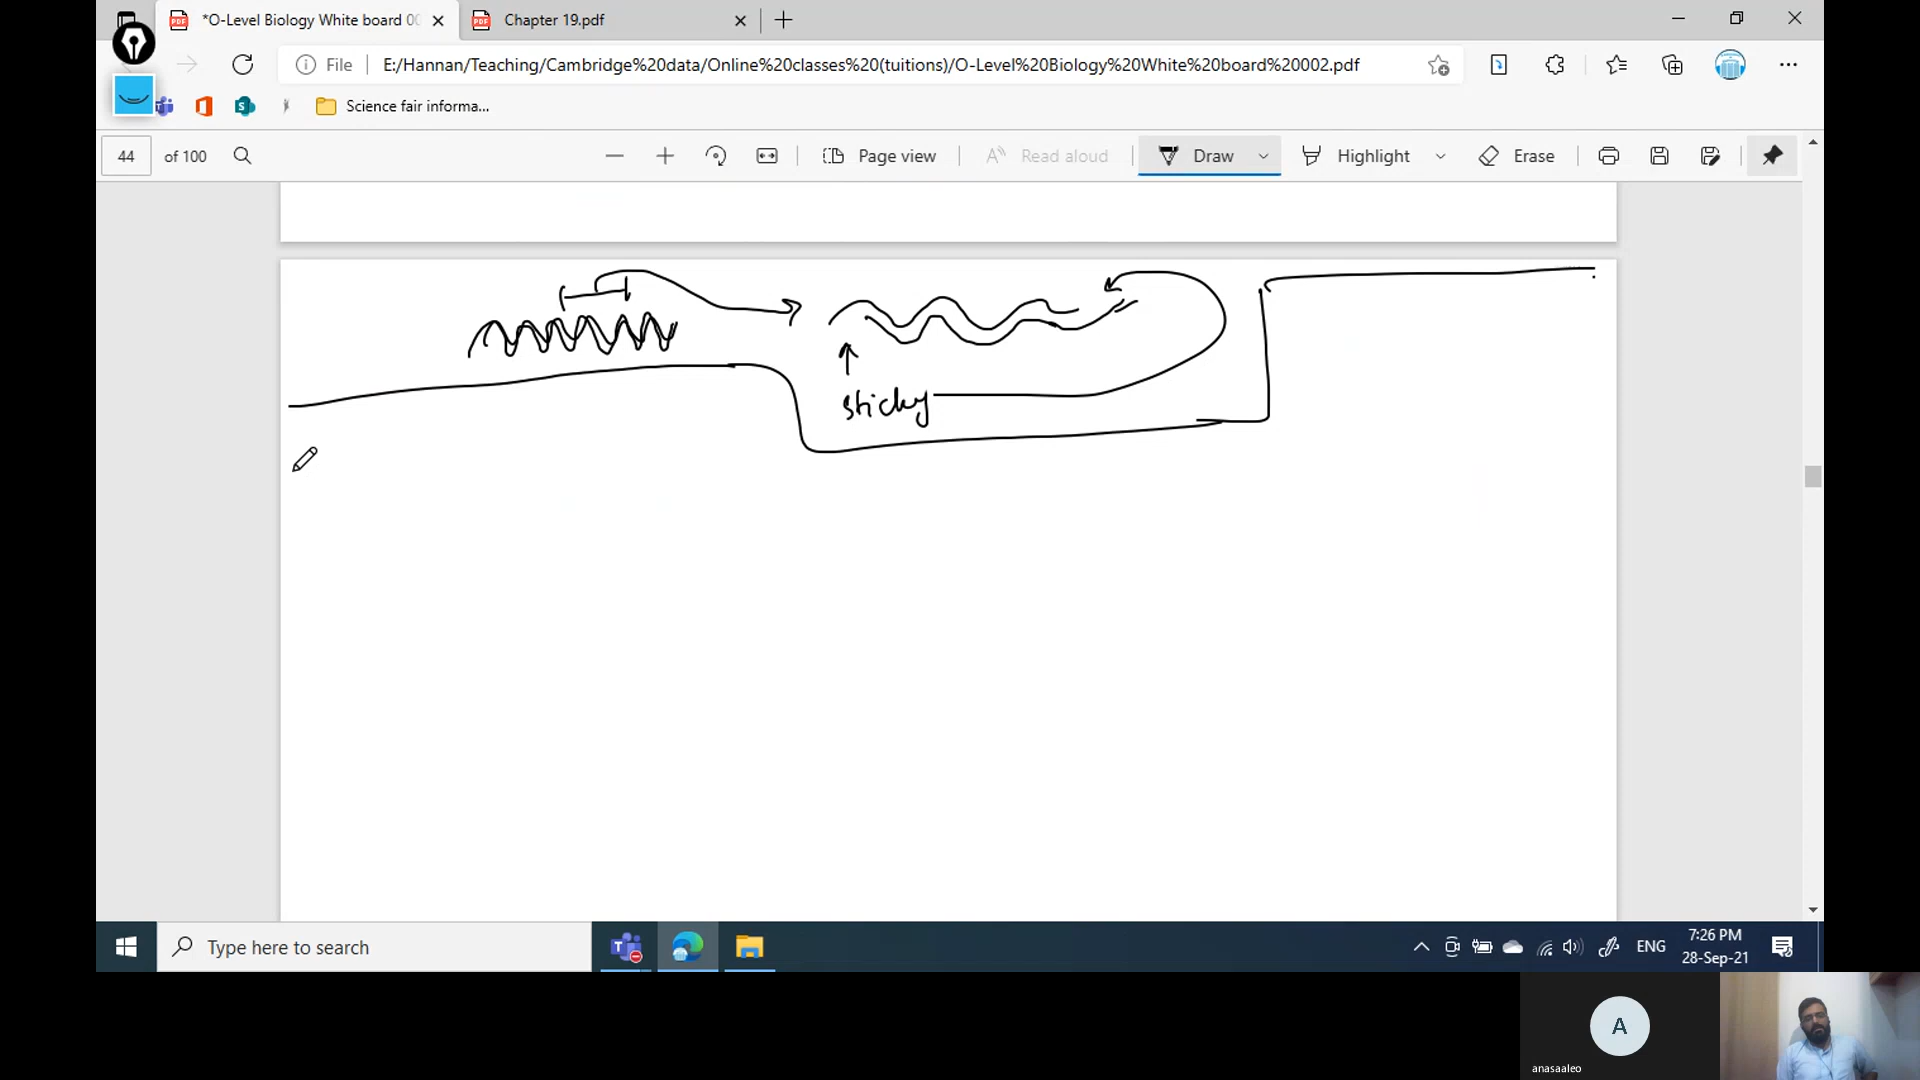 *O-Level Biology White board 00
Chapter 19.pdf
File E:/Hannan/Teaching/Cambridge%20data/Online%20classes%20(tuitions)/O-Level%20Biology%20White%20board%20002.pdf
Science fair informa...
44 of 100 Page view Read aloud Draw Highlight Erase
sticky
Type here to search
ENG
7:26 PM
28-Sep-21
A
anasaaleo